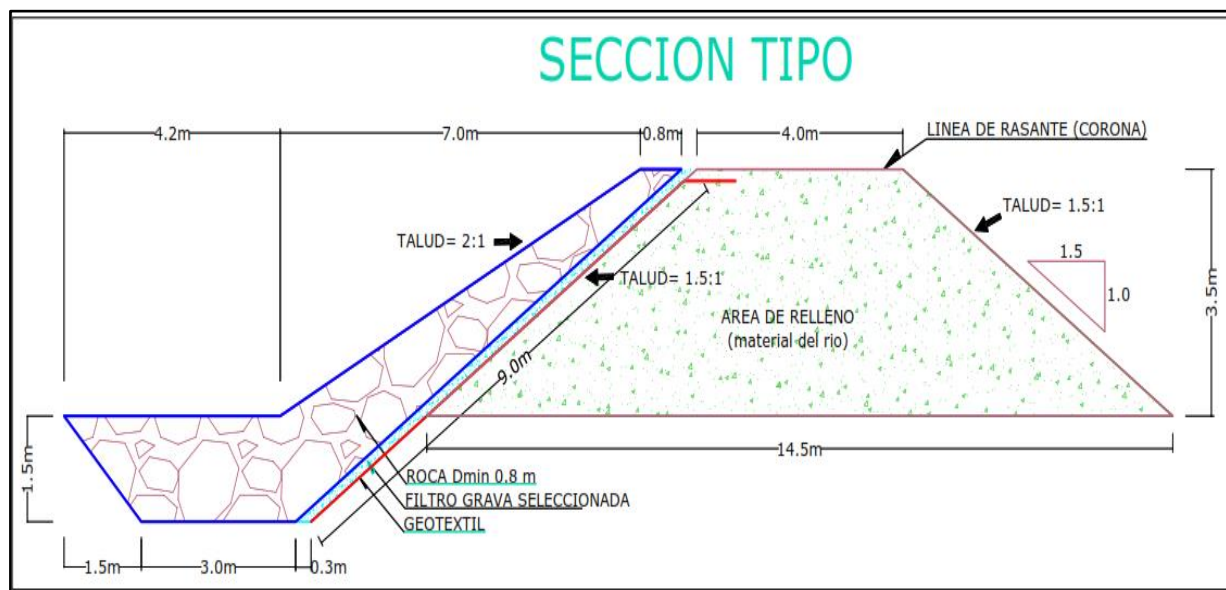 SECCION TIPO
4.2m
7.0m
0.8m
4.0m
LINEA DE RASANTE (CORONA)
TALUD= 2:1
TALUD= 1.5:1
TALUD= 1.5:1
1.5
1.0
3.5m
AREA DE RELLENO
(material del rio)
9.0m
14.5m
1.5m
ROCA Dmin 0.8 m
FILTRO GRAVA SELECCIONADA
GEOTEXTIL
1.5m
3.0m
0.3m